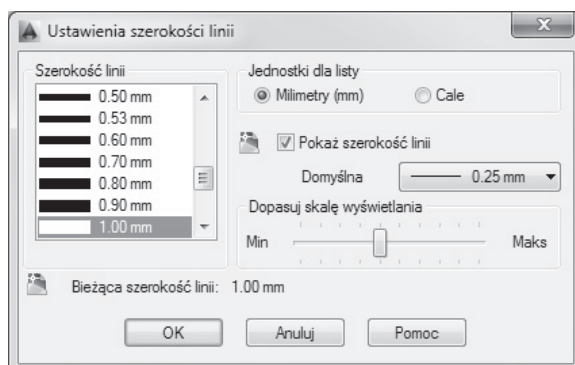 Ustawienia szerokości linii
Szerokość linii
0.50 mm
0.53 mm
0.60 mm
0.70 mm
0.80 mm
0.90 mm
1.00 mm
Jednostki dla listy
Milimetry (mm)
Cale
Pokaż szerokość linii
Domyślna
0.25 mm
Dopasuj skalę wyświetlania
Min
Maks
Bieżąca szerokość linii: 1.00 mm
OK
Anuluj
Pomoc